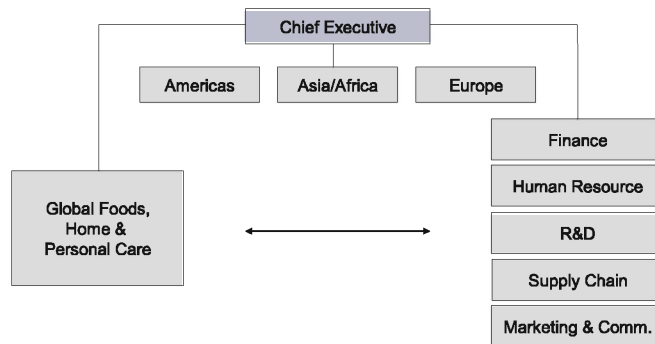 Chief Executive
Americas
Asia/Africa
Europe
Finance
Human Resource
Global Foods,
Home &
Personal Care
R&D
Supply Chain
Marketing & Comm.